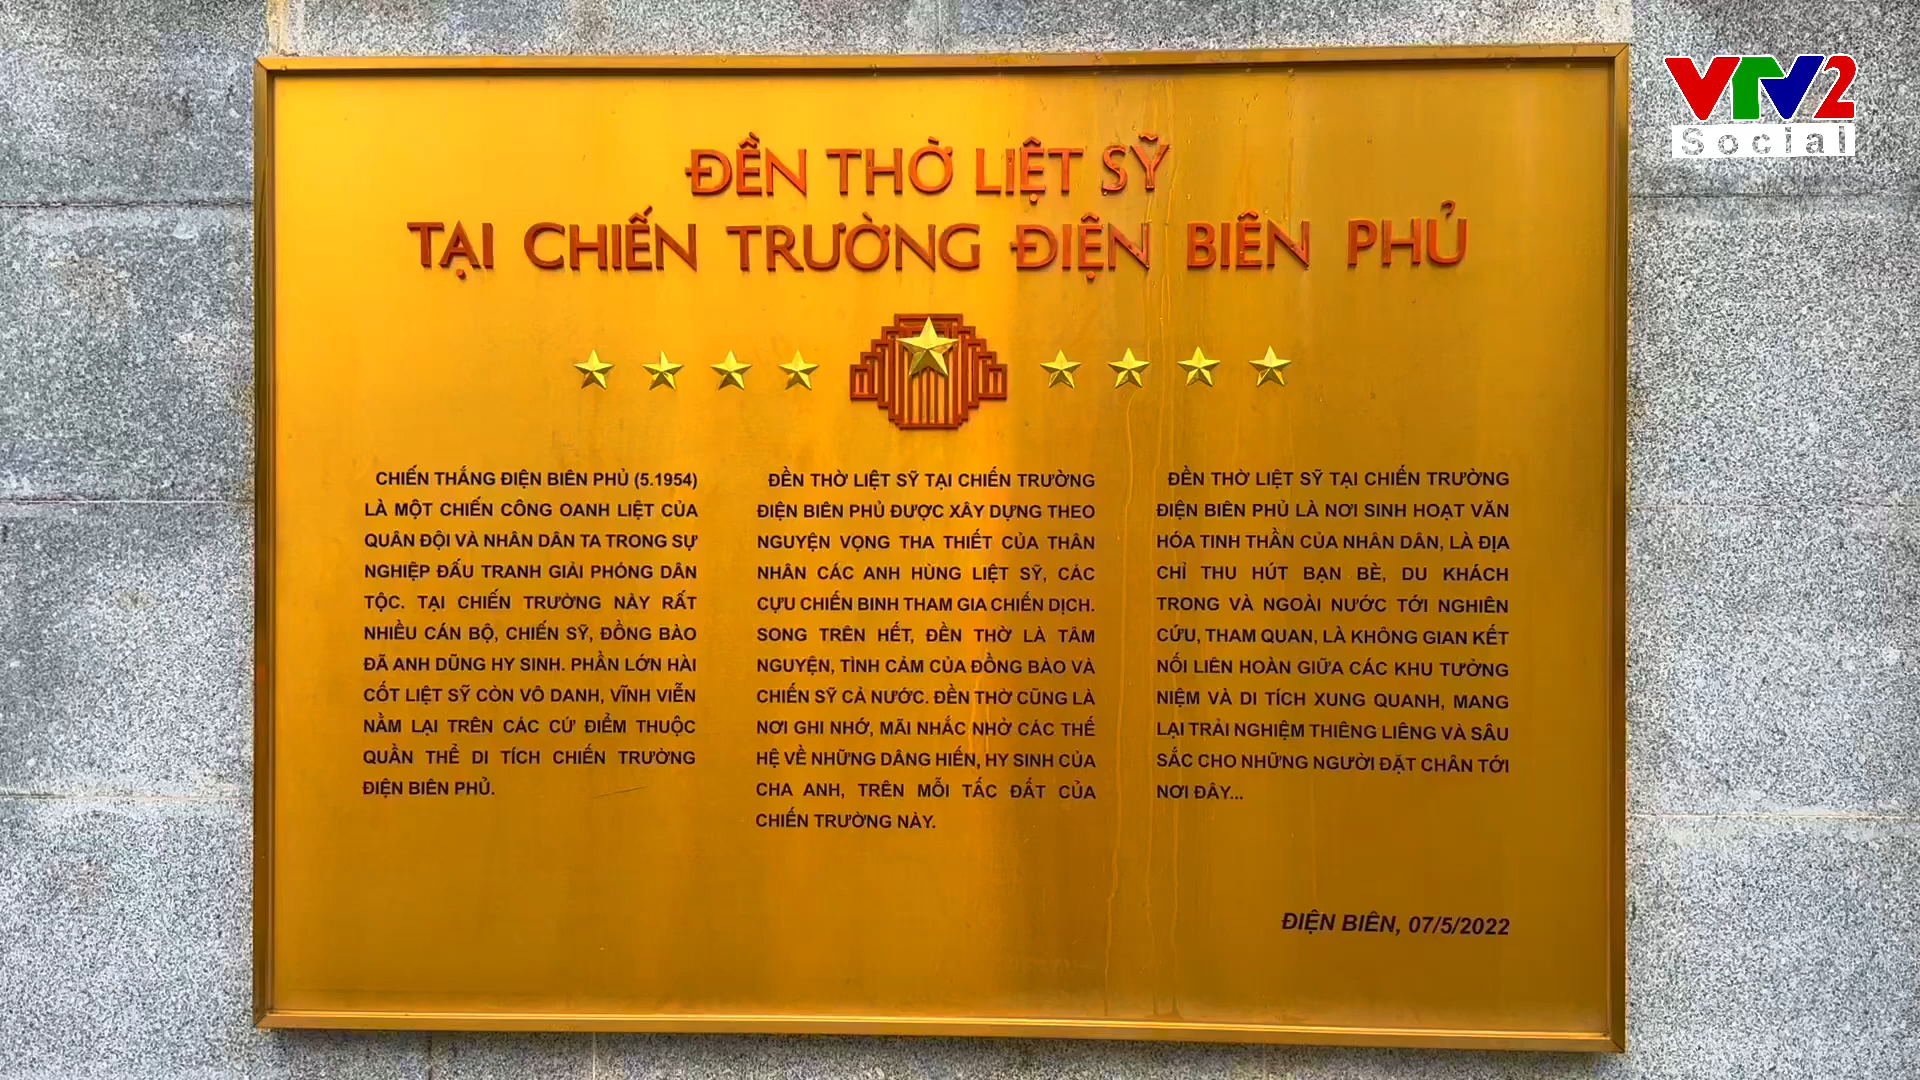 ĐỀN THỜ LIỆT SỸ
TẠI CHIẾN TRƯỜNG ĐIỆN BIÊN PHỦ
CHIẾN THẮNG ĐIỆN BIÊN PHỦ (5.1954)
LÀ MỘT CHIẾN CÔNG OANH LIỆT CỦA
QUÂN ĐỘI VÀ NHÂN DÂN TA TRONG SỰ
NGHIỆP ĐẤU TRANH GIẢI PHÓNG DÂN
TỘC. TẠI CHIẾN TRƯỜNG NÀY RẤT
NHIỀU CÁN BỘ, CHIẾN SỸ, ĐỒNG BÀO
ĐÃ ANH DŨNG HY SINH. PHẦN LỚN HÀI
CỐT LIỆT SỸ CÒN VÔ DANH, VĨNH VIỄN
NẰM LẠI TRÊN CÁC CỨ ĐIỂM THUỘC
QUẦN THỂ DI TÍCH CHIẾN TRƯỜNG
ĐIỆN BIÊN PHỦ.
ĐỀN THỜ LIỆT SỸ TẠI CHIẾN TRƯỜNG
ĐIỆN BIÊN PHỦ ĐƯỢC XÂY DỰNG THEO
NGUYỆN VỌNG THA THIẾT CỦA THÂN
NHÂN CÁC ANH HÙNG LIỆT SỸ, CÁC
CỰU CHIẾN BINH THAM GIA CHIẾN DỊCH.
SONG TRÊN HẾT, ĐỀN THỜ LÀ TÂM
NGUYỆN, TÌNH CẢM CỦA ĐỒNG BÀO VÀ
CHIẾN SỸ CẢ NƯỚC. ĐỀN THỜ CŨNG LÀ
NƠI GHI NHỚ, MÃI NHẮC NHỞ CÁC THẾ
HỆ VỀ NHỮNG DÂNG HIẾN, HY SINH CỦA
CHA ANH, TRÊN MỖI TẤC ĐẤT CỦA
CHIẾN TRƯỜNG NÀY.
ĐỀN THỜ LIỆT SỸ TẠI CHIẾN TRƯỜNG
ĐIỆN BIÊN PHỦ LÀ NƠI SINH HOẠT VĂN
HÓA TINH THẦN CỦA NHÂN DÂN, LÀ ĐỊA
CHỈ THU HÚT BẠN BÈ, DU KHÁCH
TRONG VÀ NGOÀI NƯỚC TỚI NGHIÊN
CỨU, THAM QUAN, LÀ KHÔNG GIAN KẾT
NỐI LIÊN HOÀN GIỮA CÁC KHU TƯỞNG
NIỆM VÀ DI TÍCH XUNG QUANH, MANG
LẠI TRẢI NGHIỆM THIÊNG LIÊNG VÀ SÂU
SẮC CHO NHỮNG NGƯỜI ĐẶT CHÂN TỚI
NƠI ĐÂY...
ĐIỆN BIÊN, 07/5/2022
VTV2
Social